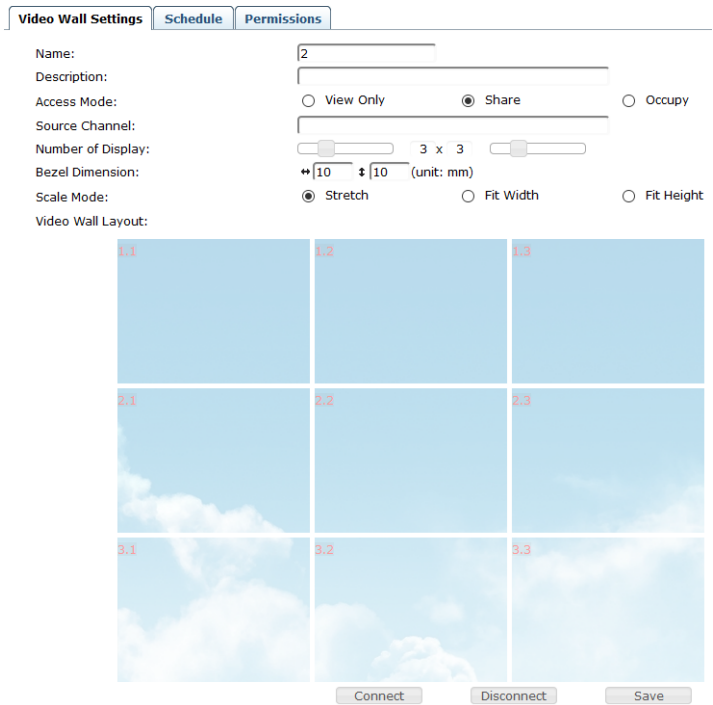 Video Wall Settings Schedule Permissions
Name: 2
Description:
Access Mode: View Only Share Occupy
Source Channel:
Number of Display: 3 x 3
Bezel Dimension: ↔ 10 ↕ 10 (unit: mm)
Scale Mode: Stretch Fit Width Fit Height
Video Wall Layout:
1.1 1.2 1.3
2.1 2.2 2.3
3.1 3.2 3.3
Connect Disconnect Save